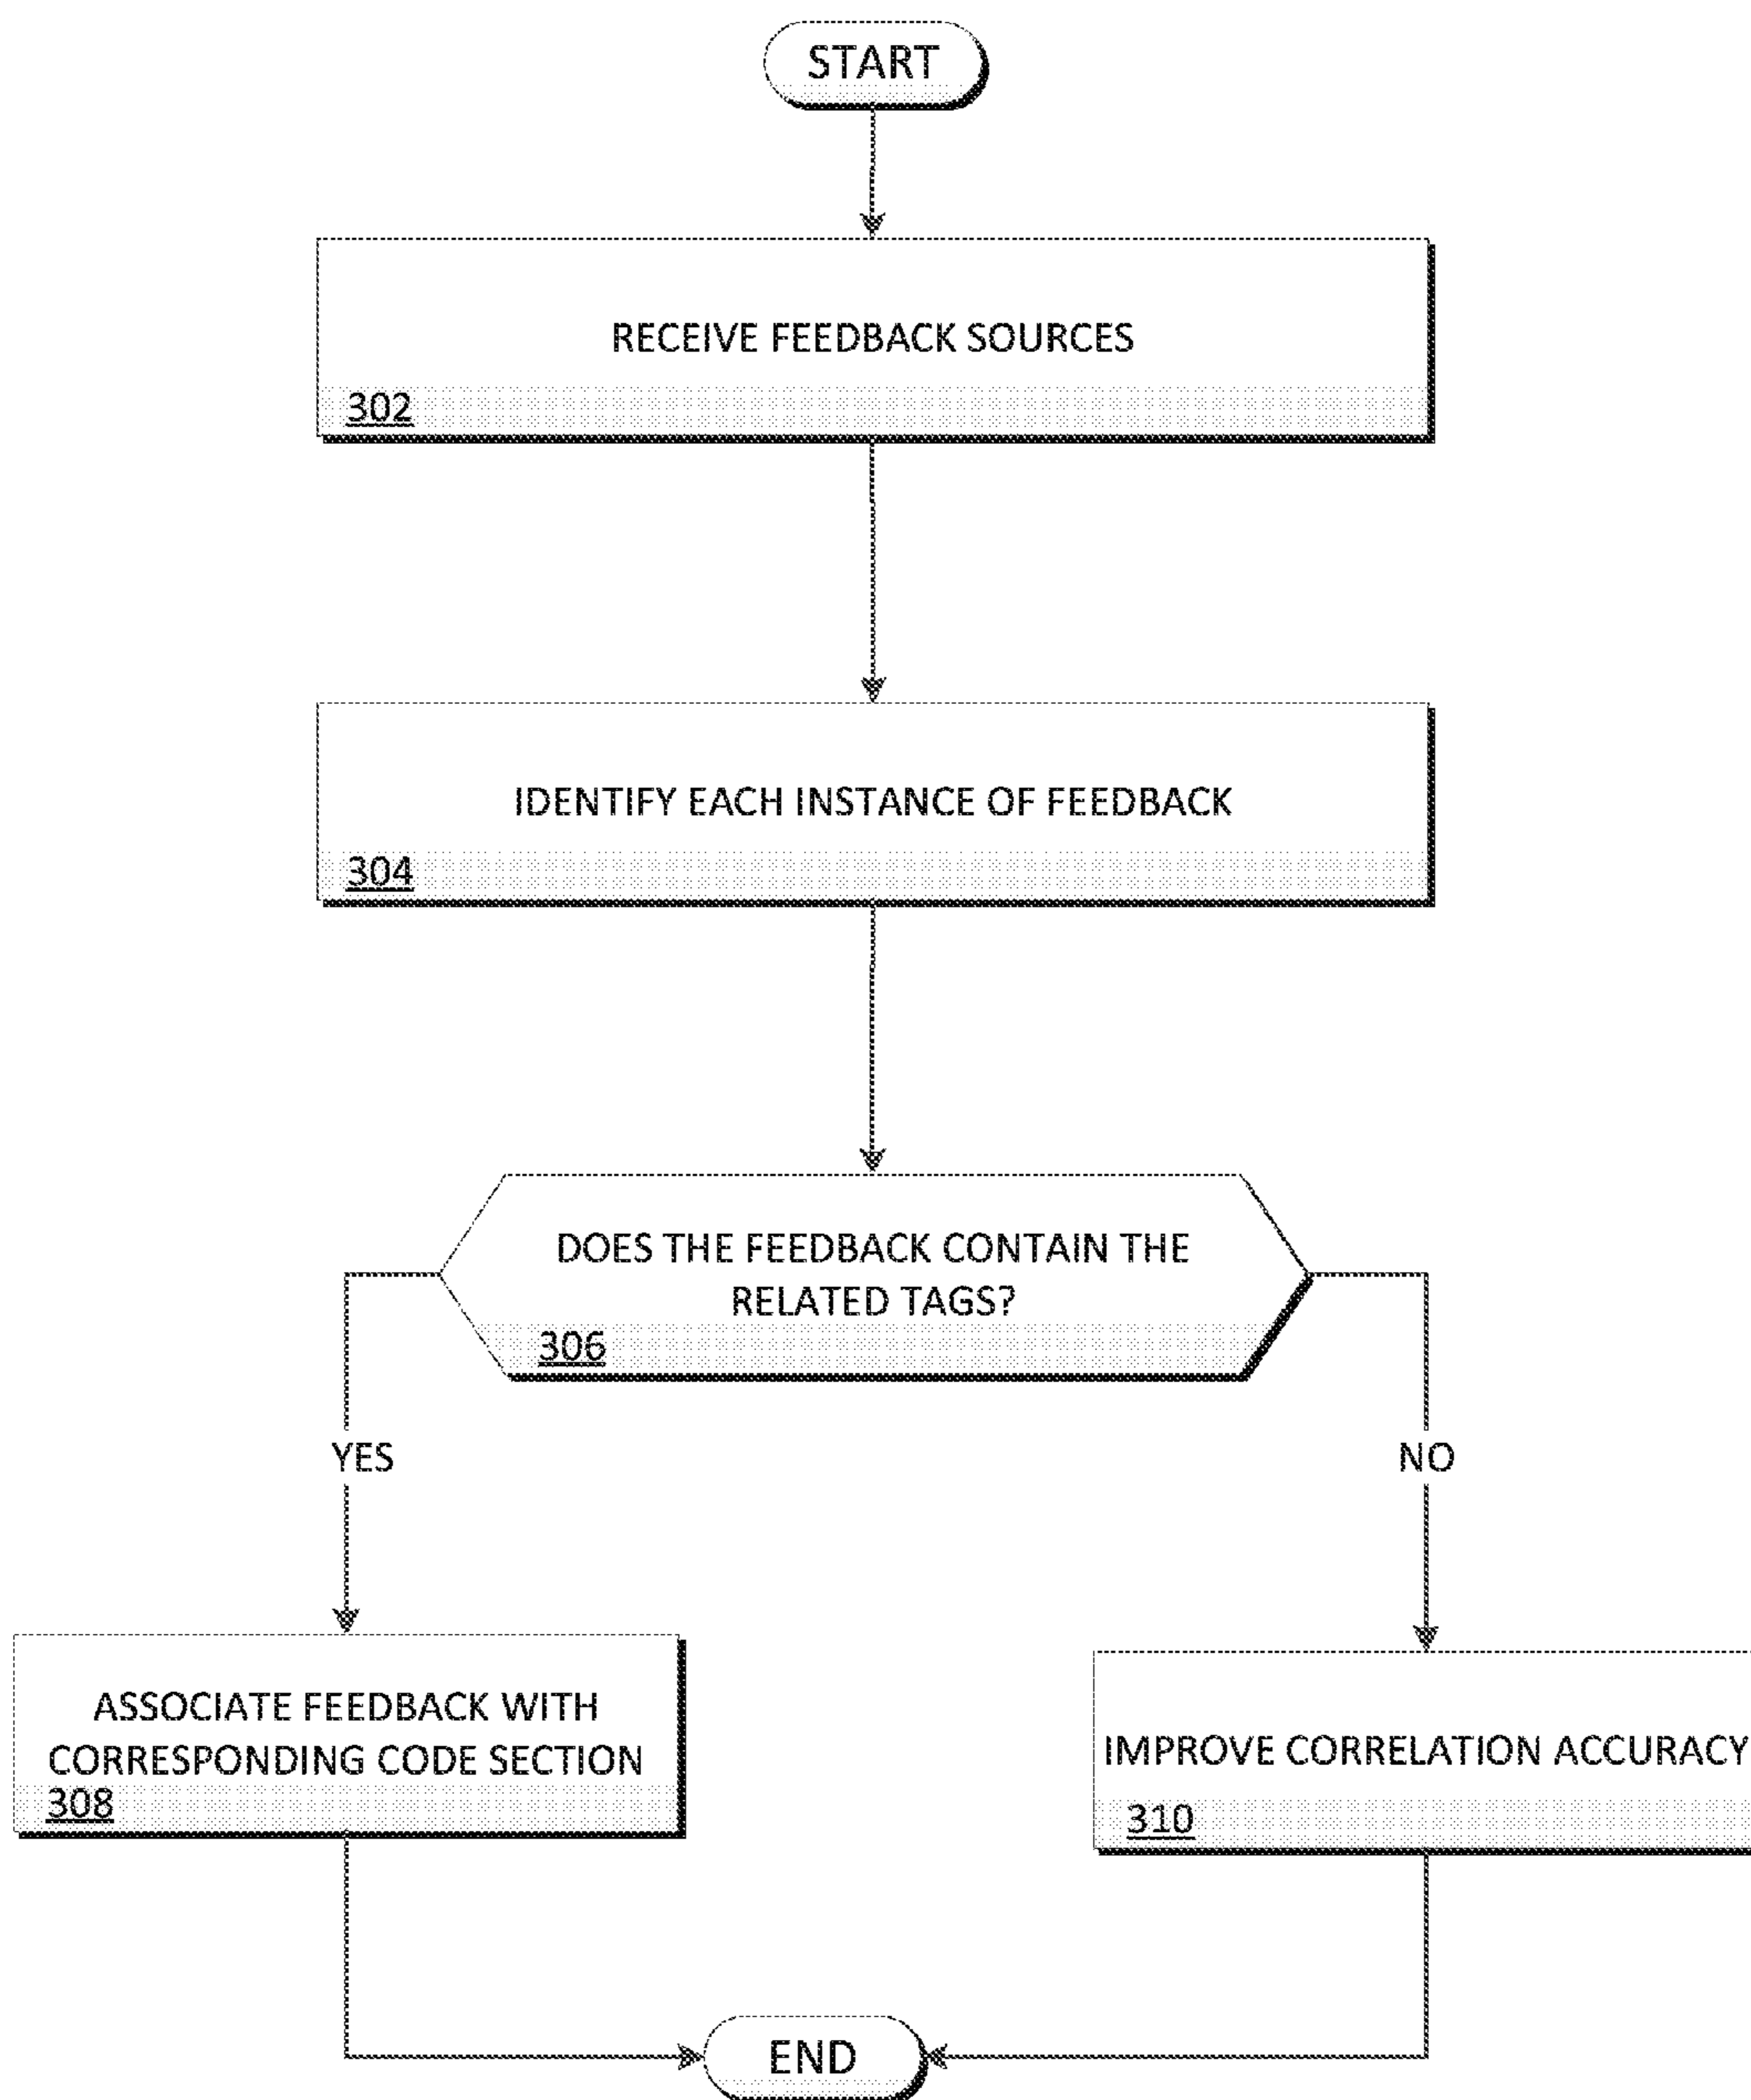 START
RECEIVE FEEDBACK SOURCES
302
IDENTIFY EACH INSTANCE OF FEEDBACK
304
DOES THE FEEDBACK CONTAIN THE
RELATED TAGS?
306
YES
NO
ASSOCIATE FEEDBACK WITH
CORRESPONDING CODE SECTION
308
IMPROVE CORRELATION ACCURACY
310
END